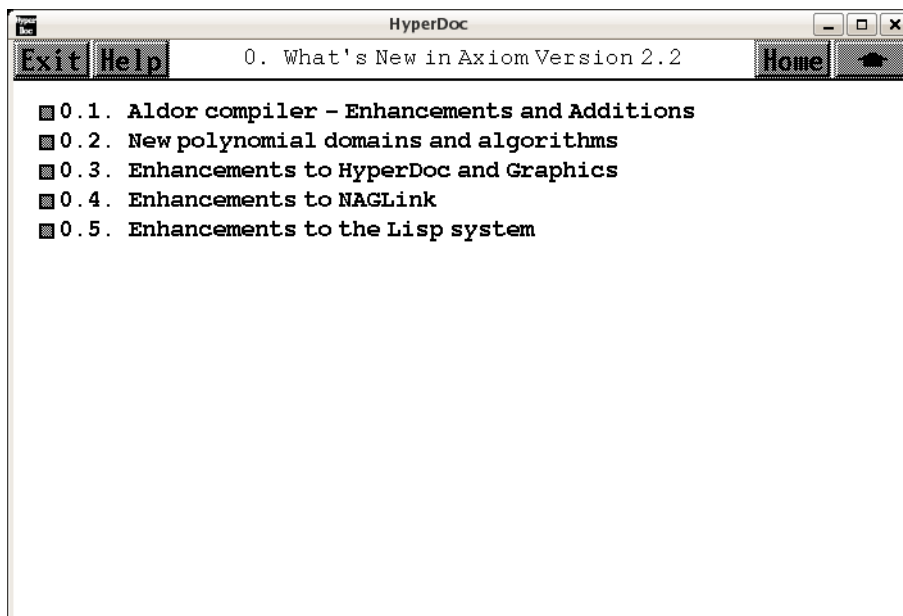 Hyper Doc
HyperDoc
Exit Help 0. What's New in Axiom Version 2.2 Home
0.1. Aldor compiler – Enhancements and Additions
0.2. New polynomial domains and algorithms
0.3. Enhancements to HyperDoc and Graphics
0.4. Enhancements to NAGLink
0.5. Enhancements to the Lisp system